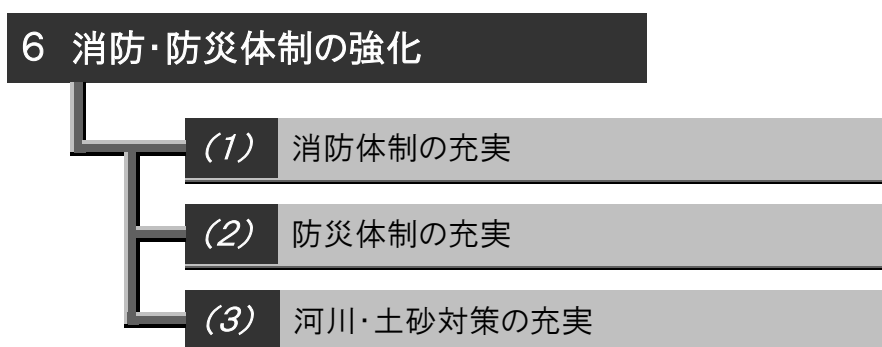 6 消防・防災体制の強化
(1) 消防体制の充実
(2) 防災体制の充実
(3) 河川・土砂対策の充実